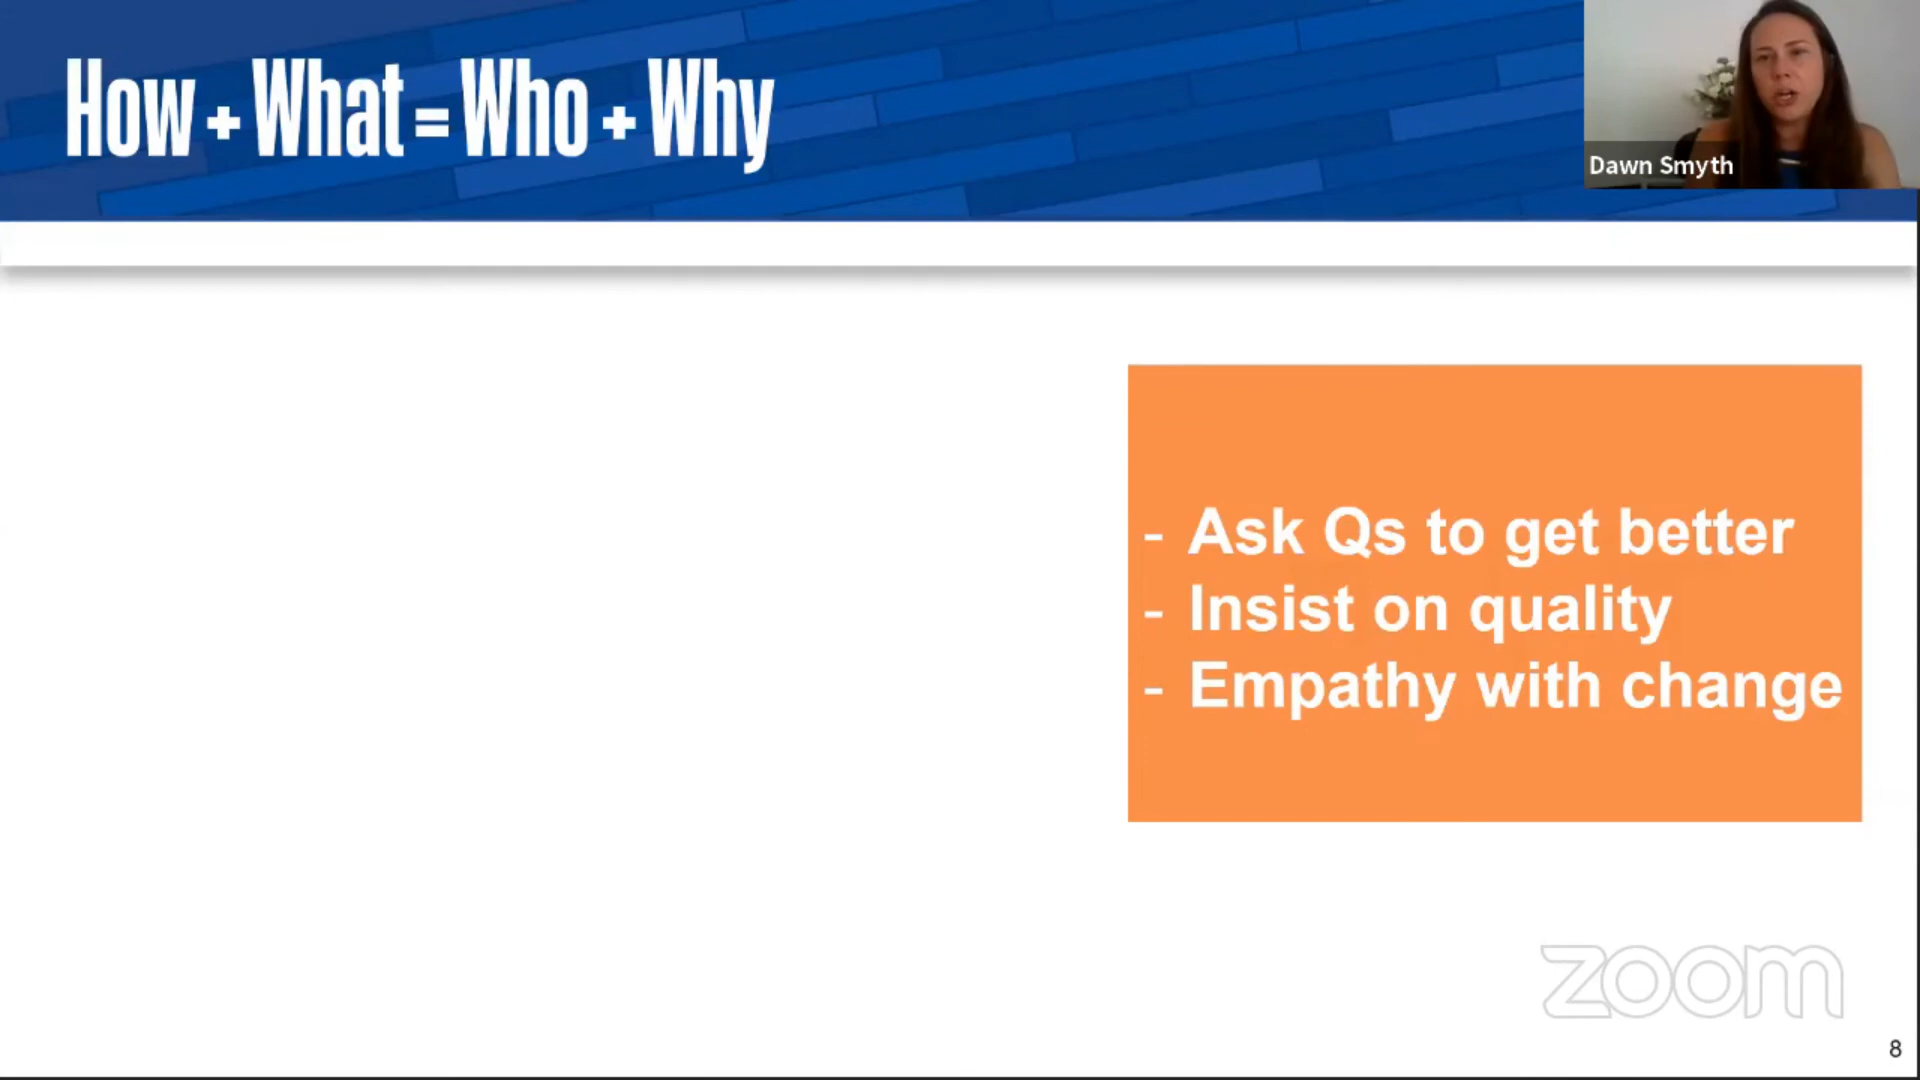 How + What = Who + Why
Dawn Smyth
- Ask Qs to get better
- Insist on quality
- Empathy with change
zoom
8